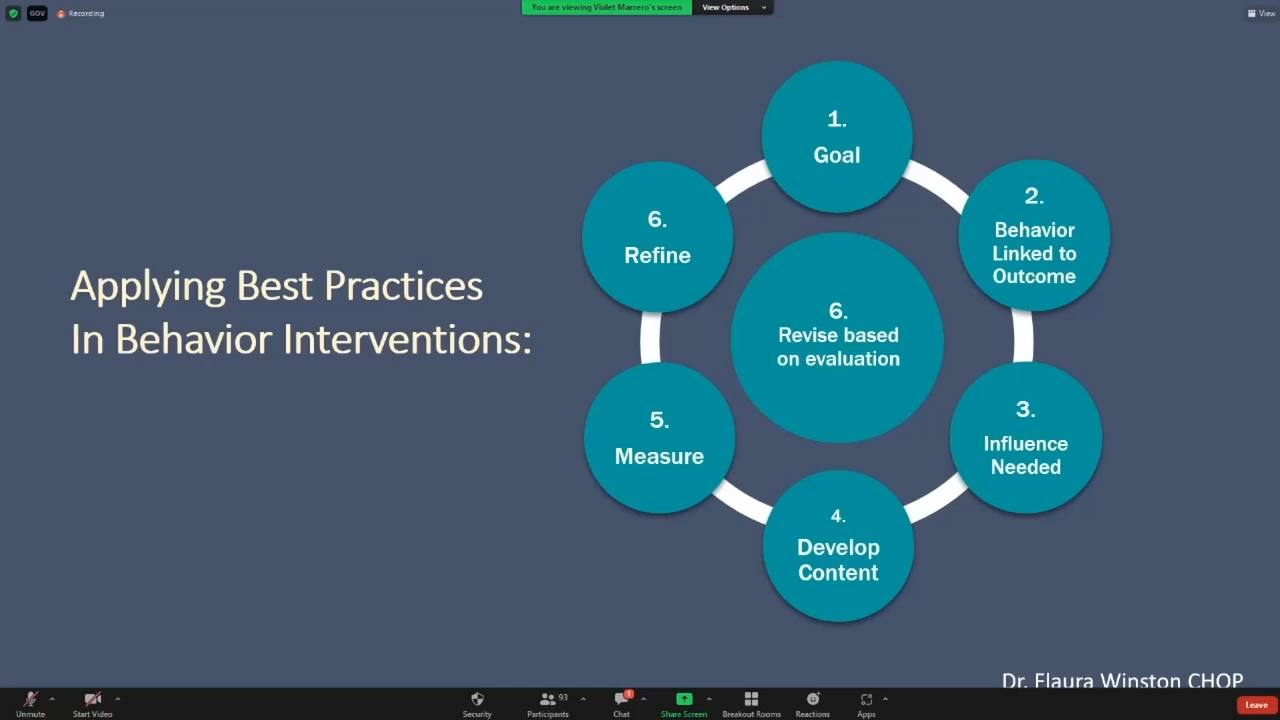 GOV
Recording
You are viewing Violet Marrero's screen
View Options
View
Applying Best Practices
In Behavior Interventions:
1.
Goal
2.
Behavior
Linked to
Outcome
3.
Influence
Needed
4.
Develop
Content
5.
Measure
6.
Refine
6.
Revise based
on evaluation
Dr. Flaura Winston CHOP
Unmute
Start Video
Security
Participants
93
Chat
Share Screen
Breakout Rooms
Reactions
Apps
Leave